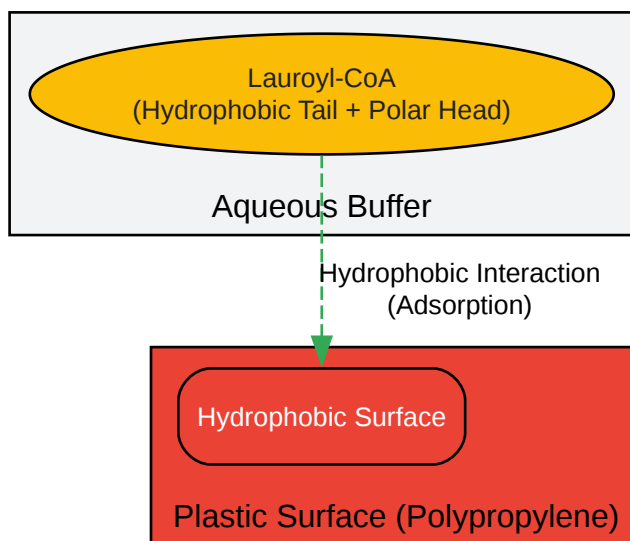 Lauroyl-CoA
(Hydrophobic Tail + Polar Head)
Aqueous Buffer
Hydrophobic Interaction
(Adsorption)
Hydrophobic Surface
Plastic Surface (Polypropylene)